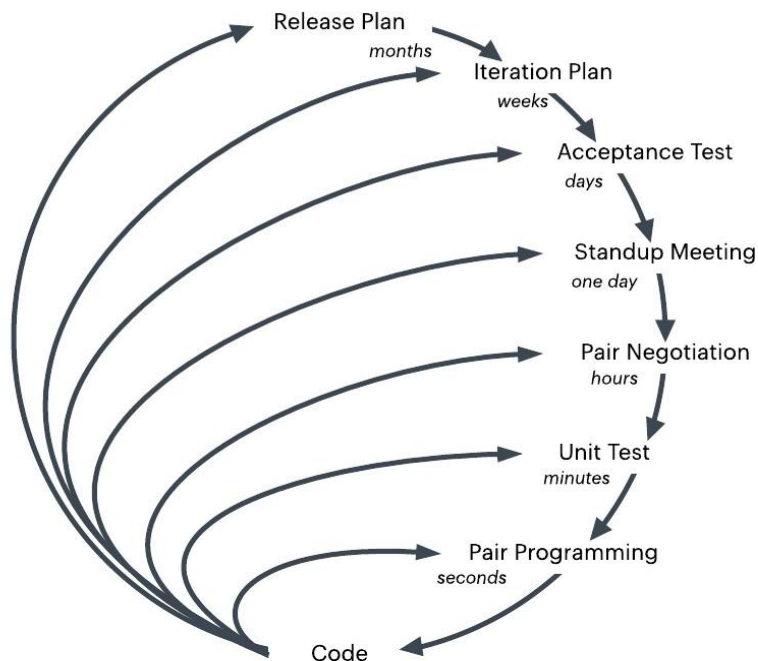 Release Plan
months
Iteration Plan
weeks
Acceptance Test
days
Standup Meeting
one day
Pair Negotiation
hours
Unit Test
minutes
Pair Programming
seconds
Code